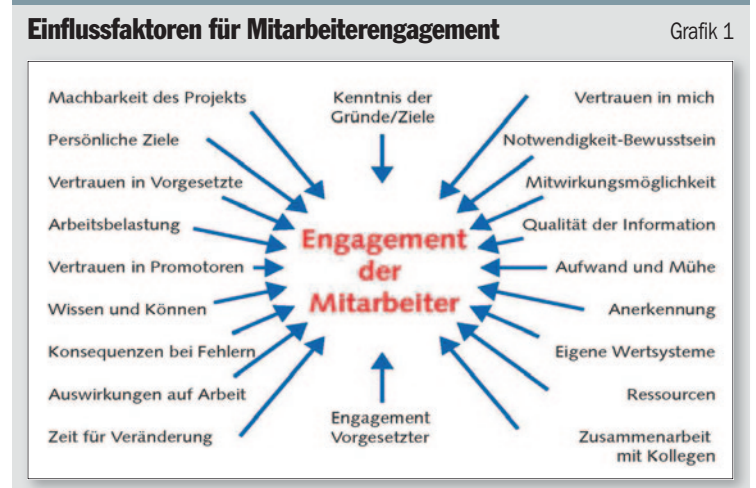 Einflussfaktoren für Mitarbeiterengagement
Grafik 1
Machbarkeit des Projekts
Persönliche Ziele
Vertrauen in Vorgesetzte
Arbeitsbelastung
Vertrauen in Promotoren
Wissen und Können
Konsequenzen bei Fehlern
Auswirkungen auf Arbeit
Zeit für Veränderung
Kenntnis der
Gründe/Ziele
Engagement
der
Mitarbeiter
Engagement
Vorgesetzter
Vertrauen in mich
Notwendigkeit-Bewusstsein
Mitwirkungsmöglichkeit
Qualität der Information
Aufwand und Mühe
Anerkennung
Eigene Wertsysteme
Ressourcen
Zusammenarbeit
mit Kollegen